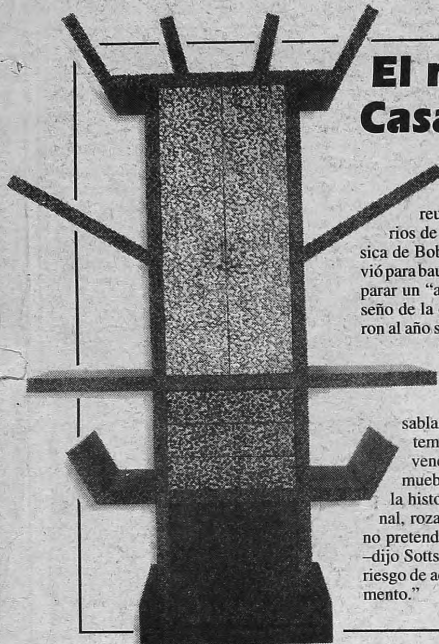 El
Casa
reu
rios de
sica de Bob
vió para bau
parar un “a
seño de la
ron al año s
sabla
tem
venc
mueb
la histo
nal, roza
no pretend
–dijo Sotts
riesgo de ac
mento.”